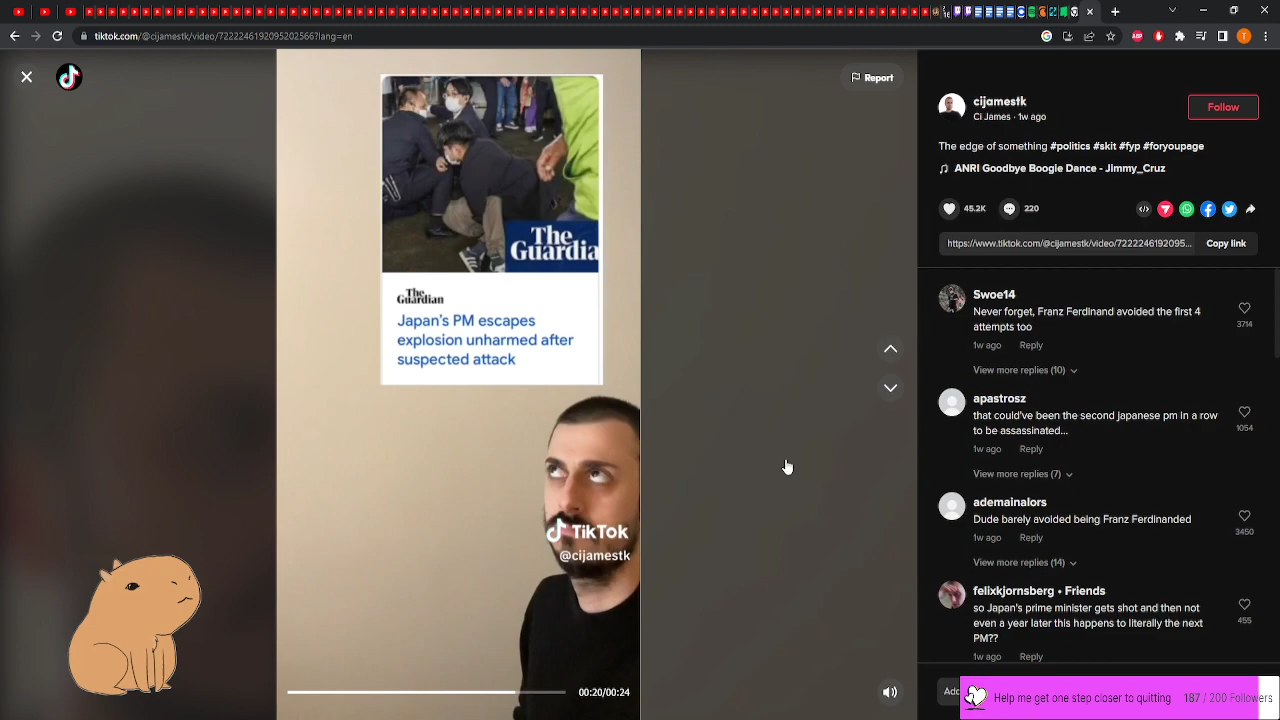 tiktok.com/@cijamestk/video/7222246192095202566?lang=en
Report
The
Guardia
The
Guardian
Japan's PM escapes
explosion unharmed after
suspected attack
TikTok
@cijamestk
00:20/00:24
cijamestk
Ci James · 1w ago
Follow
The edge of something #politics #skit #fyp #foryoupage
ANRI Goodbye Boogie Dance - Jimmy_Cruz
45.2K
220
https://www.tiktok.com/@cijamestk/video/7222246192095...
Copy link
Swoe14
Never forget, Franz Ferdinand avoided the first
attempts too
3714
1w ago Reply
View more replies (10)
apastrosz
that could've been the second japanese pm in a row
to be assassinated...
1054
1w ago Reply
View more replies (7)
ademainalors
Dude barely avoided being Franz Ferdinanded
3450
1w ago Reply
View more replies (14)
felixkjornsberg • Friends
so Japan's prime minister gets shot and then not
even a year later this happens to literally the next
PM??
455
1w ago Reply
Help me get one step closer to quitting 187 / 200 Followe